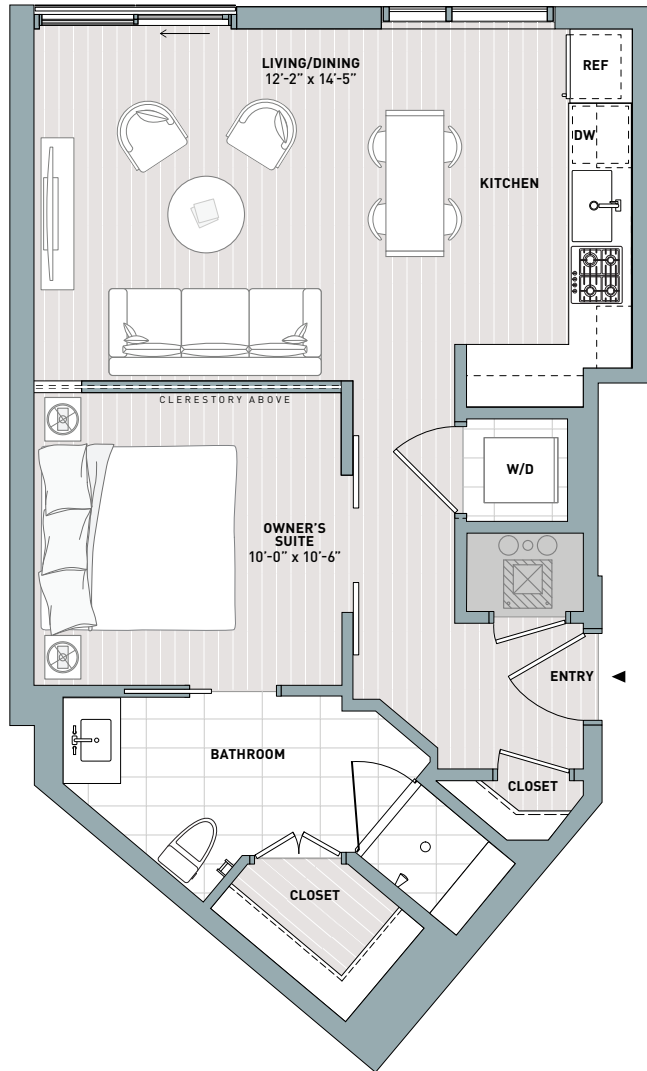 LIVING/DINING
12'-2" x 14'-5"
REF
DW
KITCHEN
CLERESTORY ABOVE
W/D
OWNER'S
SUITE
10'-0" x 10'-6"
ENTRY
BATHROOM
CLOSET
CLOSET